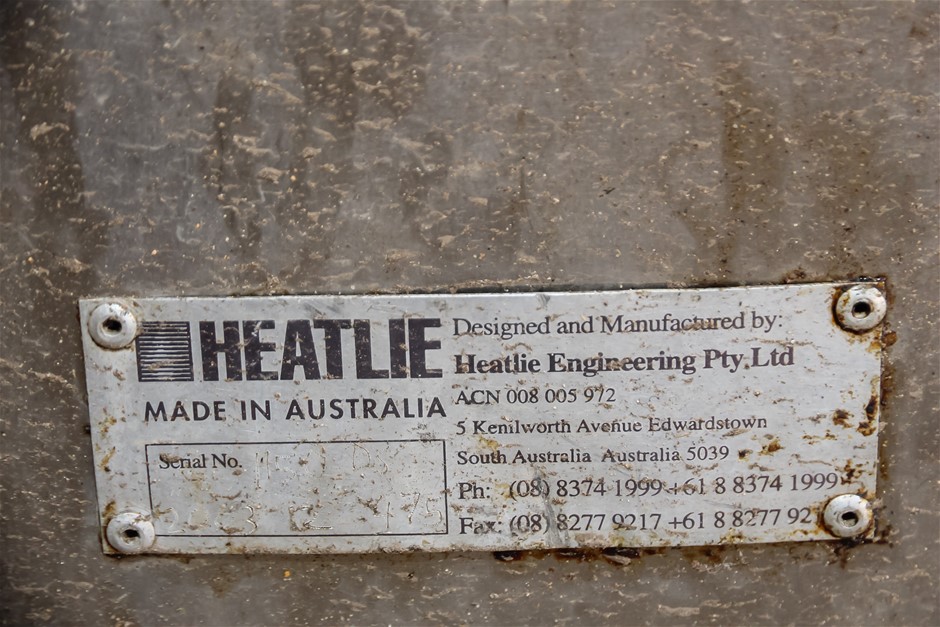 HEATLIE
MADE IN AUSTRALIA
Serial No.
Designed and Manufactured by:
Heatlie Engineering Pty.Ltd
ACN 008 005 972
5 Kenilworth Avenue Edwardstown
South Australia Australia 5039
Ph: (08) 8374 1999 +61 8 8374 1999
Fax: (08) 8277 9217 +61 8 8277 92